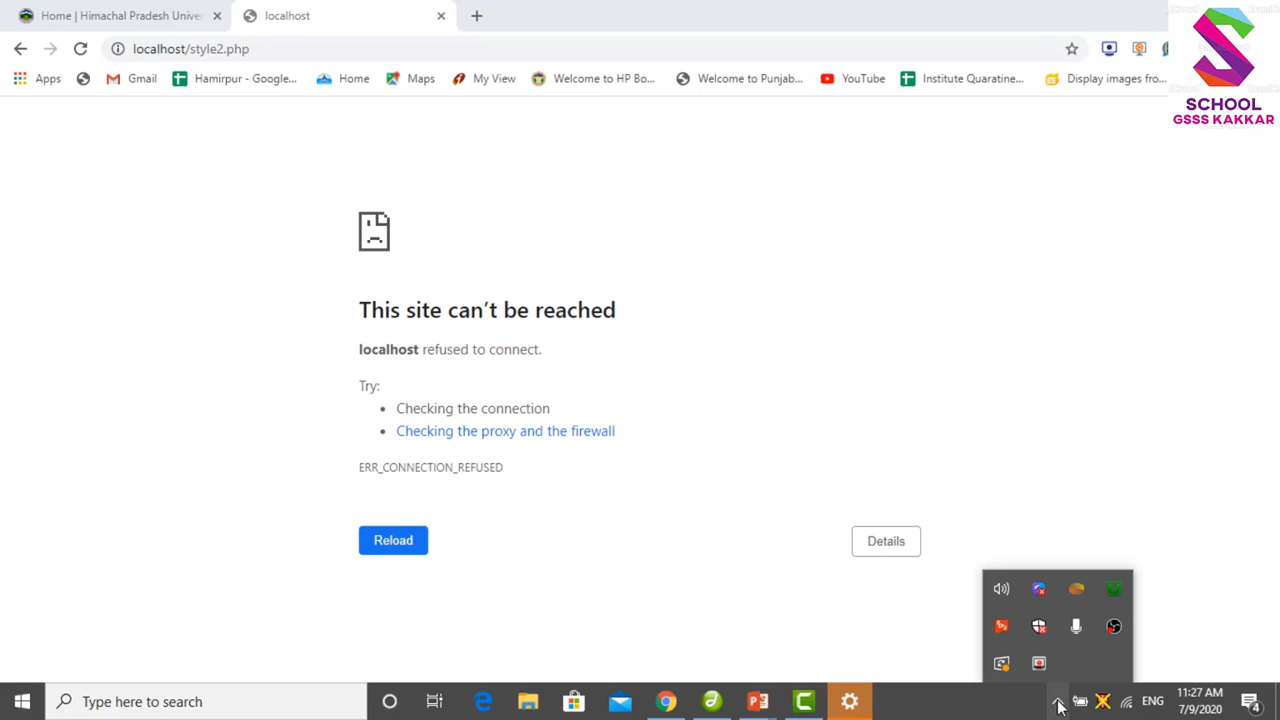 Home | Himachal Pradesh Univer
localhost
localhost/style2.php
Apps
Gmail
Hamirpur - Google...
Home
Maps
My View
Welcome to HP Bo...
Welcome to Punjab...
YouTube
Institute Quaratine...
Display images fro...
SCHOOL
GSSS KAKKAR
This site can't be reached
localhost refused to connect.
Try:
• Checking the connection
• Checking the proxy and the firewall
ERR_CONNECTION_REFUSED
Reload
Details
Type here to search
ENG
11:27 AM
7/9/2020
4